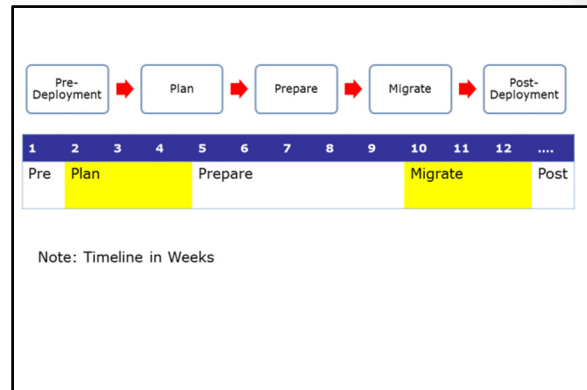 Pre-
Deployment
Plan
Prepare
Migrate
Post-
Deployment
1 2 3 4 5 6 7 8 9 10 11 12 ....
Pre Plan Prepare Migrate Post
Note: Timeline in Weeks